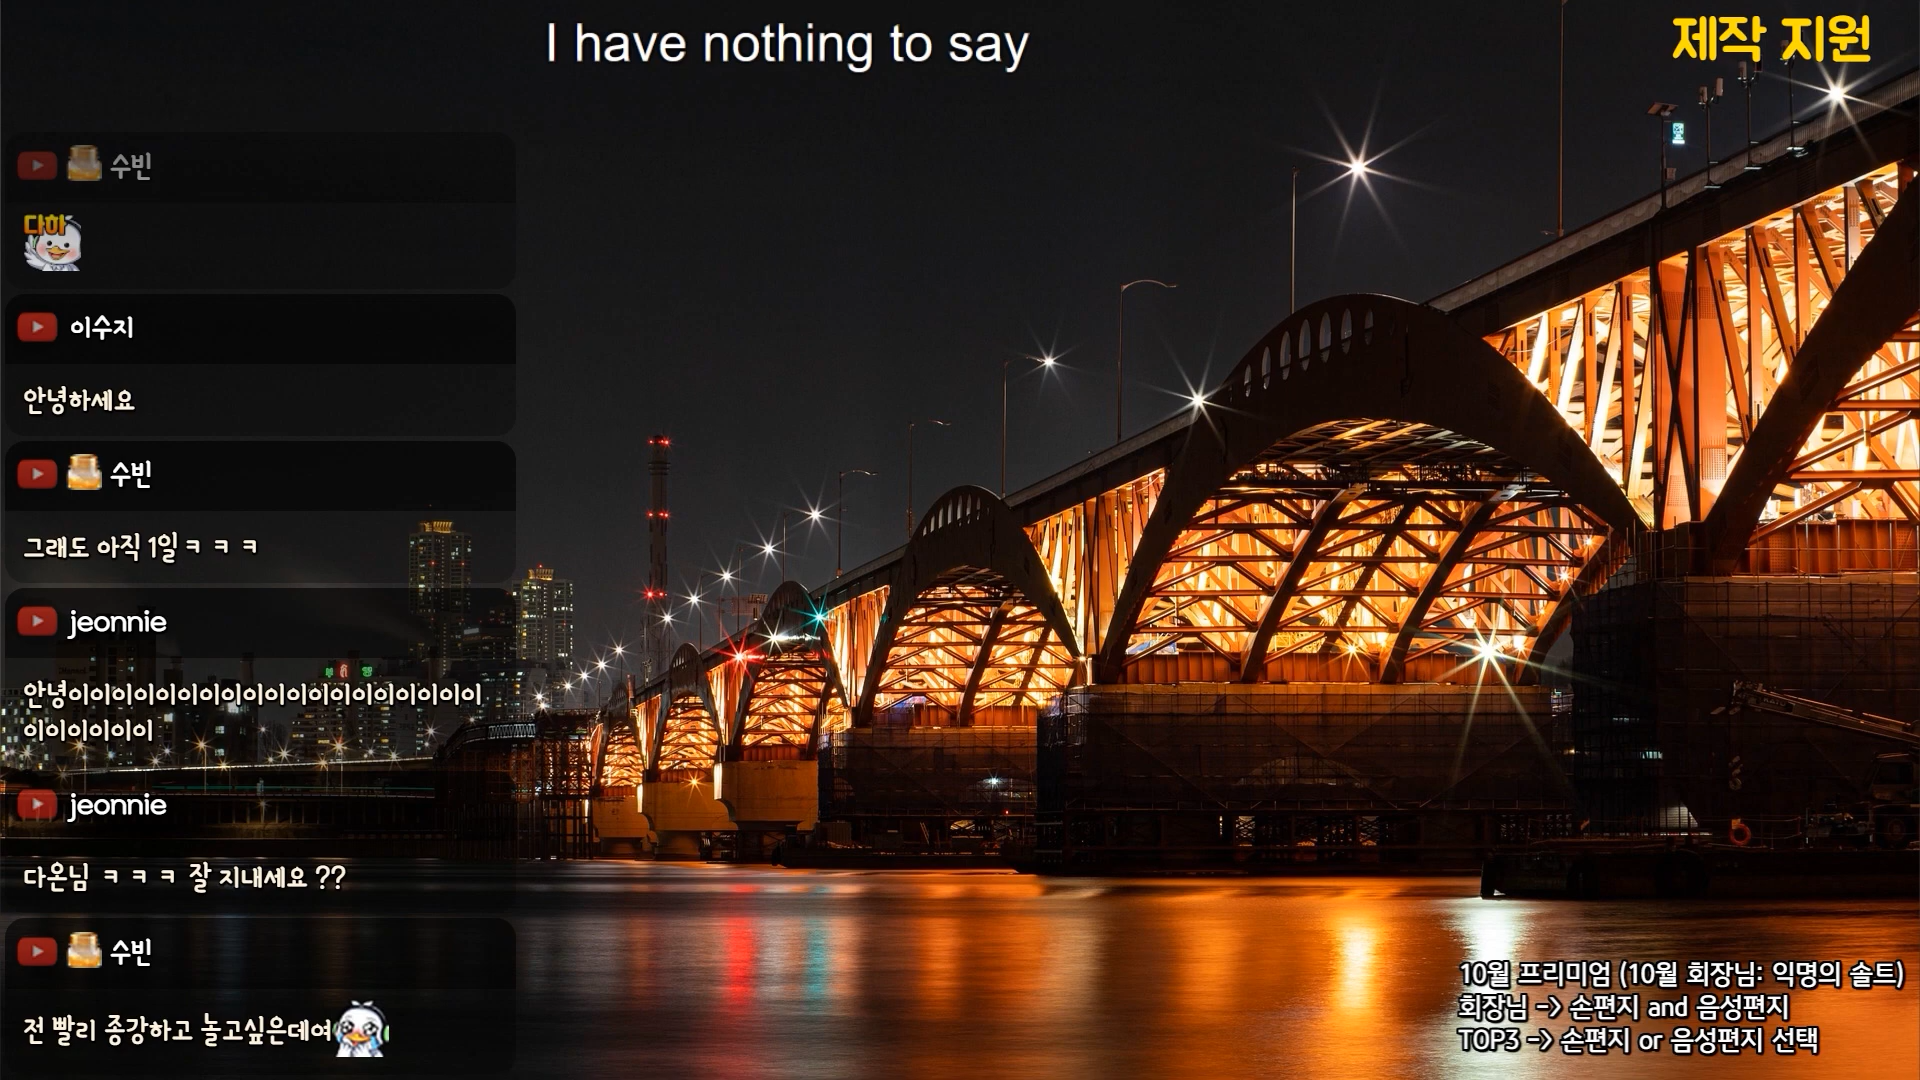 I have nothing to say
제작 지원
수빈
다하
이수지
안녕하세요
수빈
그래도 아직 1일ㅋㅋㅋ
jeonnie
안녕이이이이이이이이이이이이이이이이이이이
이이이이이이
jeonnie
다온님 ㅋㅋㅋ 잘 지내세요 ??
수빈
전 빨리 종강하고 놀고싶은데여
10월 프리미엄 (10월 회장님: 익명의 솔트)
회장님 -> 손편지 and 음성편지
TOP3 -> 손편지 or 음성편지 선택